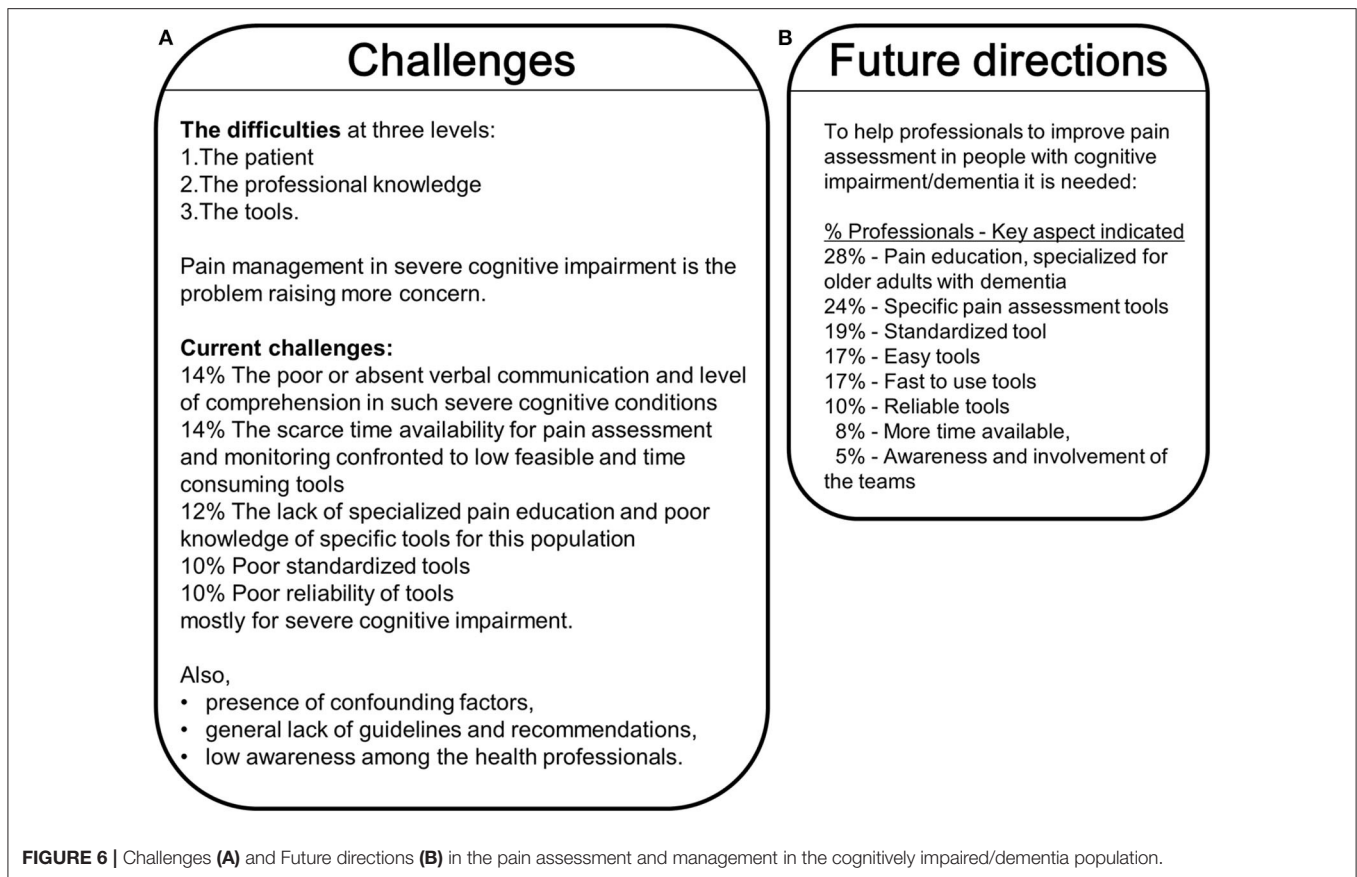 A
Challenges
The difficulties at three levels:
1.The patient
2.The professional knowledge
3.The tools.
Pain management in severe cognitive impairment is the
problem raising more concern.
Current challenges:
14% The poor or absent verbal communication and level
of comprehension in such severe cognitive conditions
14% The scarce time availability for pain assessment
and monitoring confronted to low feasible and time
consuming tools
12% The lack of specialized pain education and poor
knowledge of specific tools for this population
10% Poor standardized tools
10% Poor reliability of tools
mostly for severe cognitive impairment.
Also,
• presence of confounding factors,
• general lack of guidelines and recommendations,
• low awareness among the health professionals.
B
Future directions
To help professionals to improve pain
assessment in people with cognitive
impairment/dementia it is needed:
% Professionals - Key aspect indicated
28% - Pain education, specialized for
older adults with dementia
24% - Specific pain assessment tools
19% - Standardized tool
17% - Easy tools
17% - Fast to use tools
10% - Reliable tools
8% - More time available,
5% - Awareness and involvement of
the teams
FIGURE 6 | Challenges (A) and Future directions (B) in the pain assessment and management in the cognitively impaired/dementia population.